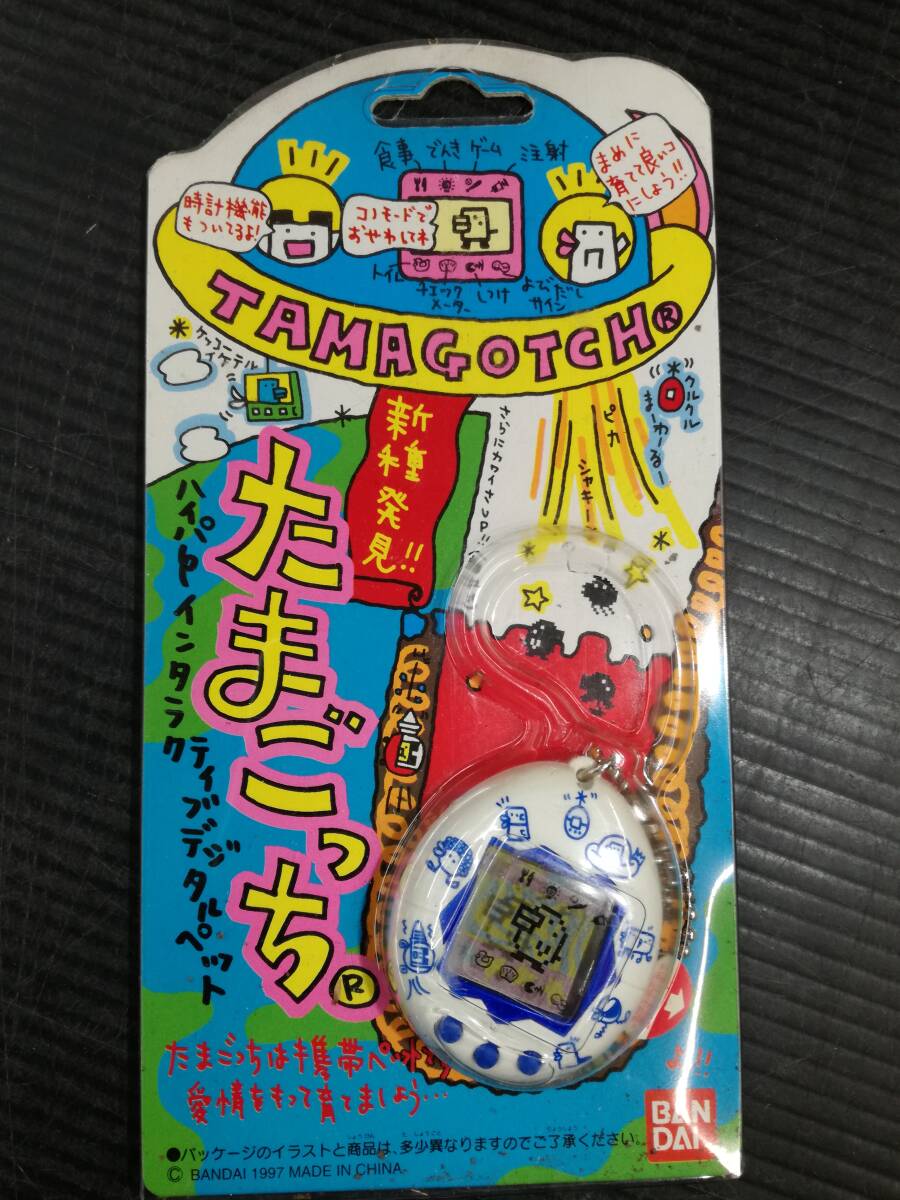 食事
でんき
ゲーム
注射
まめに
育てて良いコ
にしよう!!
時計機能
もついてるよ!
コノモードで
おせわしてネ
トイレ
チェック
メーター
しつけ
よびだし
サイン
TAMAGOTCH®
ケッコー
イケテル
クルクル
まーわーるー
新種発見!!
さらにカワイさUP!!
ピカ
シャキーン
たまごっち®
ハイパー インタラクティブデジタルペット
たまごっちは携帯ペットです
愛情をもって育てましょう…
BAN
DAI
●パッケージのイラストと商品は、多少異なりますのでご了承ください。
© BANDAI 1997 MADE IN CHINA